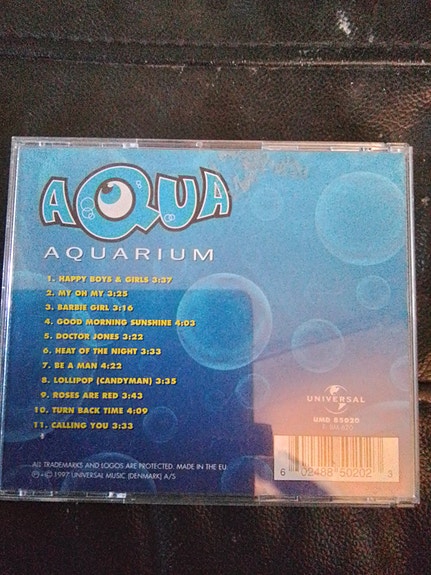 AQUA
AQUARIUM
1. HAPPY BOYS & GIRLS 3:37
2. MY OH MY 3:25
3. BARBIE GIRL 3:16
4. GOOD MORNING SUNSHINE 4:03
5. DOCTOR JONES 3:22
6. HEAT OF THE NIGHT 3:33
7. BE A MAN 4:22
8. LOLLIPOP (CANDYMAN) 3:35
9. ROSES ARE RED 3:43
10. TURN BACK TIME 4:09
11. CALLING YOU 3:33
UNIVERSAL
UMD 85020
ALL TRADEMARKS AND LOGOS ARE PROTECTED. MADE IN THE EU.
℗+© 1997 UNIVERSAL MUSIC (DENMARK) A/S
6 02488 50202 3